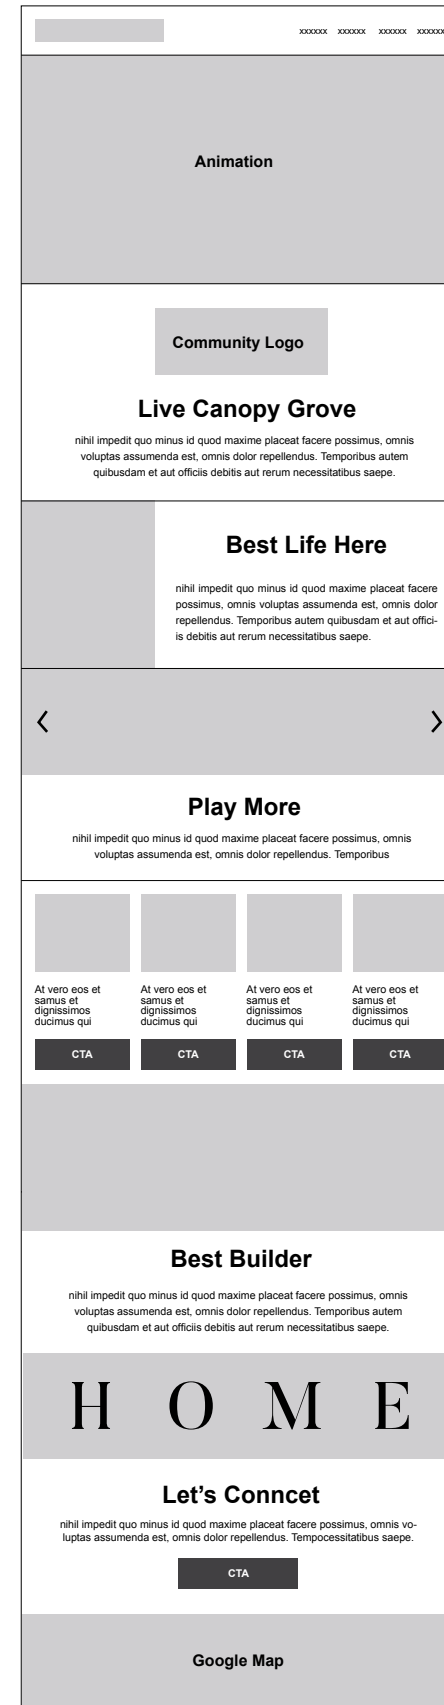 xxxxxx xxxxxx xxxxxx xxxxxx
Animation
Community Logo
Live Canopy Grove
nihil impedit quo minus id quod maxime placeat facere possimus, omnis
voluptas assumenda est, omnis dolor repellendus. Temporibus autem
quibusdam et aut officiis debitis aut rerum necessitatibus saepe.
Best Life Here
nihil impedit quo minus id quod maxime placeat facere
possimus, omnis voluptas assumenda est, omnis dolor
repellendus. Temporibus autem quibusdam et aut offici-
is debitis aut rerum necessitatibus saepe.
Play More
nihil impedit quo minus id quod maxime placeat facere possimus, omnis
voluptas assumenda est, omnis dolor repellendus. Temporibus
At vero eos et
samus et
dignissimos
ducimus qui
CTA
At vero eos et
samus et
dignissimos
ducimus qui
CTA
At vero eos et
samus et
dignissimos
ducimus qui
CTA
At vero eos et
samus et
dignissimos
ducimus qui
CTA
Best Builder
nihil impedit quo minus id quod maxime placeat facere possimus, omnis
voluptas assumenda est, omnis dolor repellendus. Temporibus autem
quibusdam et aut officiis debitis aut rerum necessitatibus saepe.
H O M E
Let’s Conncet
nihil impedit quo minus id quod maxime placeat facere possimus, omnis vo-
luptas assumenda est, omnis dolor repellendus. Tempocessitatibus saepe.
CTA
Google Map